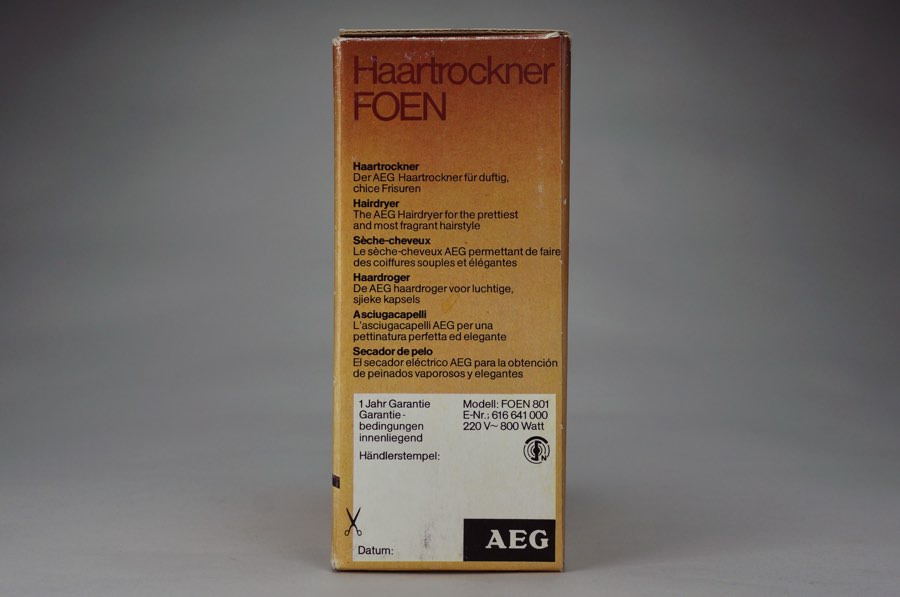 Haartrockner
FOEN
Haartrockner
Der AEG Haartrockner für duftig,
chice Frisuren
Hairdryer
The AEG Hairdryer for the prettiest
and most fragrant hairstyle
Sèche-cheveux
Le sèche-cheveux AEG permettant de faire
des coiffures souples et élégantes
Haardroger
De AEG haardroger voor luchtige,
sjieke kapsels
Asciugacapelli
L'asciugacapelli AEG per una
pettinatura perfetta ed elegante
Secador de pelo
El secador eléctrico AEG para la obtención
de peinados vaporosos y elegantes
1 Jahr Garantie
Garantie-
bedingungen
innenliegend
Händlerstempel:
Modell: FOEN 801
E-Nr.: 616 641 000
220 V~ 800 Watt
N
Datum:
AEG